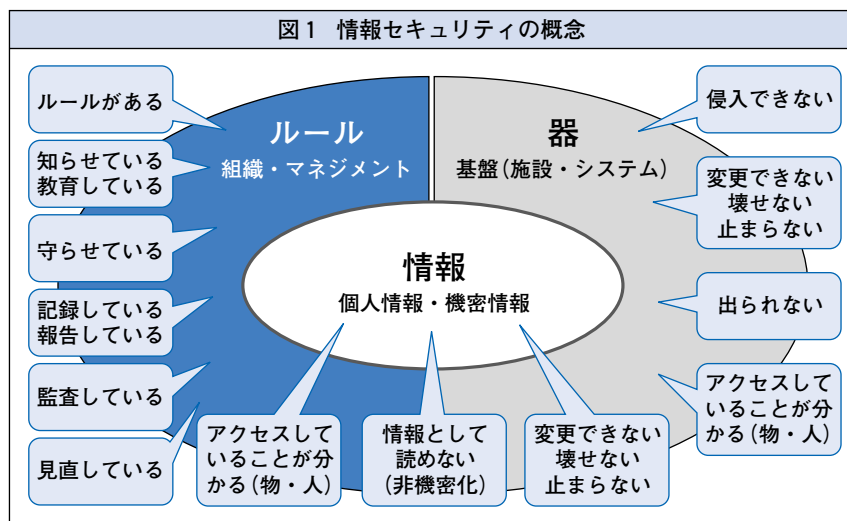 図1 情報セキュリティの概念
ルールがある
知らせている
教育している
守らせている
記録している
報告している
監査している
見直している
ルール
組織・マネジメント
器
基盤(施設・システム)
情報
個人情報・機密情報
侵入できない
変更できない
壊せない
止まらない
出られない
アクセスして
いることが分
かる(物・人)
アクセスして
いることが分
かる(物・人)
情報として
読めない
(非機密化)
変更できない
壊せない
止まらない